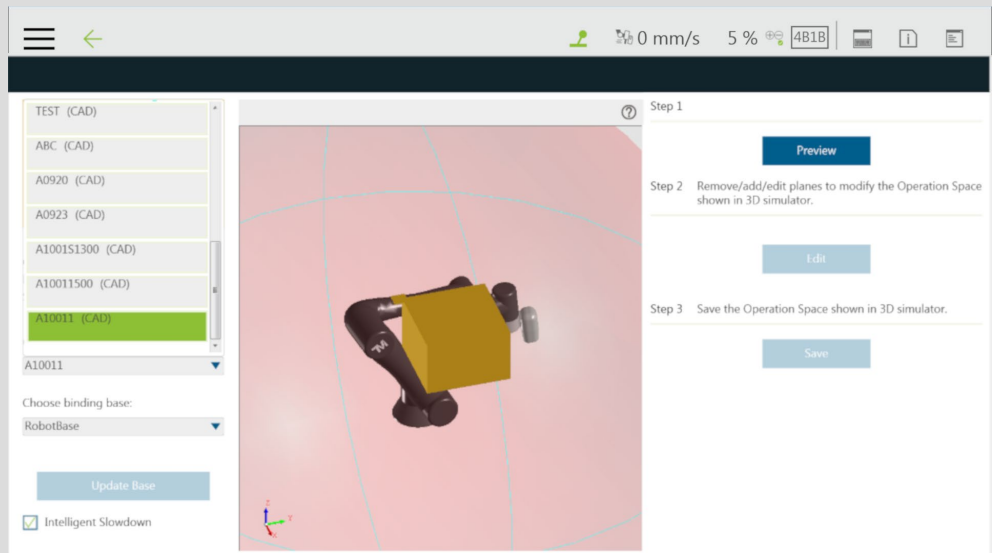 0 mm/s 5 % 4B1B
TEST (CAD)
ABC (CAD)
A0920 (CAD)
A0923 (CAD)
A1001S1300 (CAD)
A10011500 (CAD)
A10011 (CAD)
A10011
Choose binding base:
RobotBase
Update Base
Intelligent Slowdown
TM
Z
Y
X
Step 1
Preview
Step 2 Remove/add/edit planes to modify the Operation Space
shown in 3D simulator.
Edit
Step 3 Save the Operation Space shown in 3D simulator.
Save